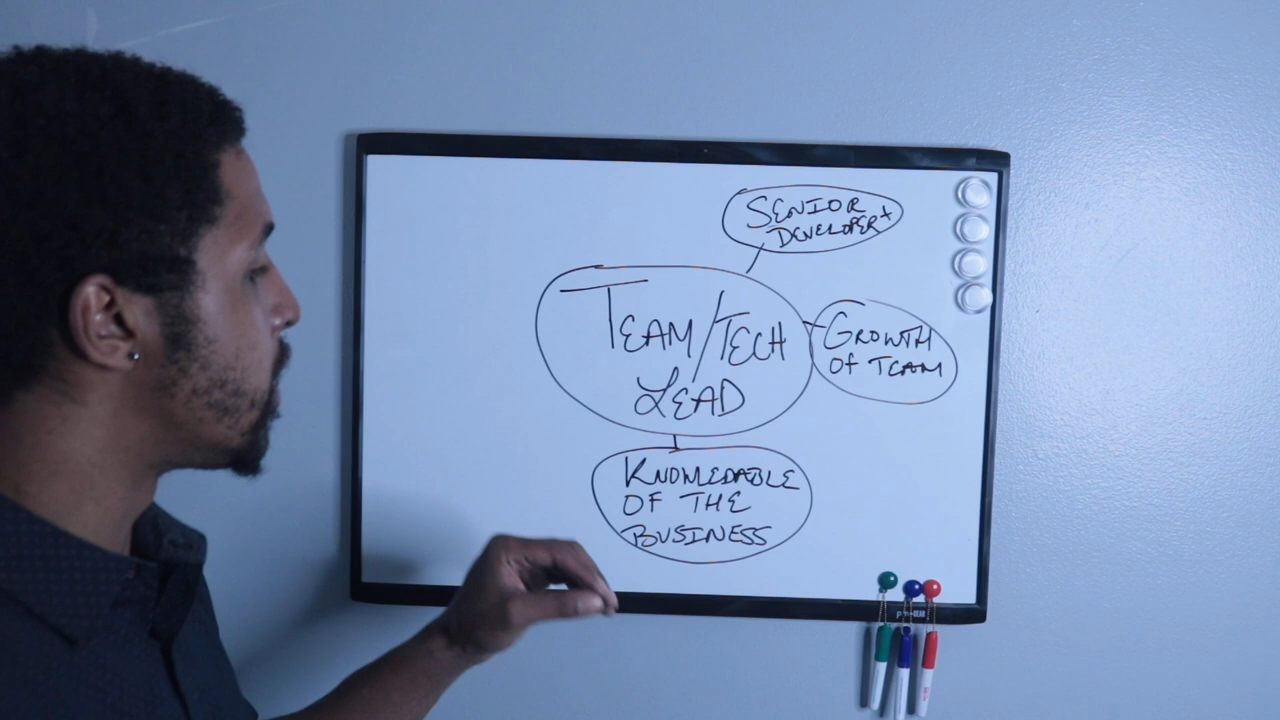 SENIOR
DEVELOPER+
TEAM/TECH
LEAD
GROWTH
OF TEAM
KNOWLEDABLE
OF THE
BUSINESS